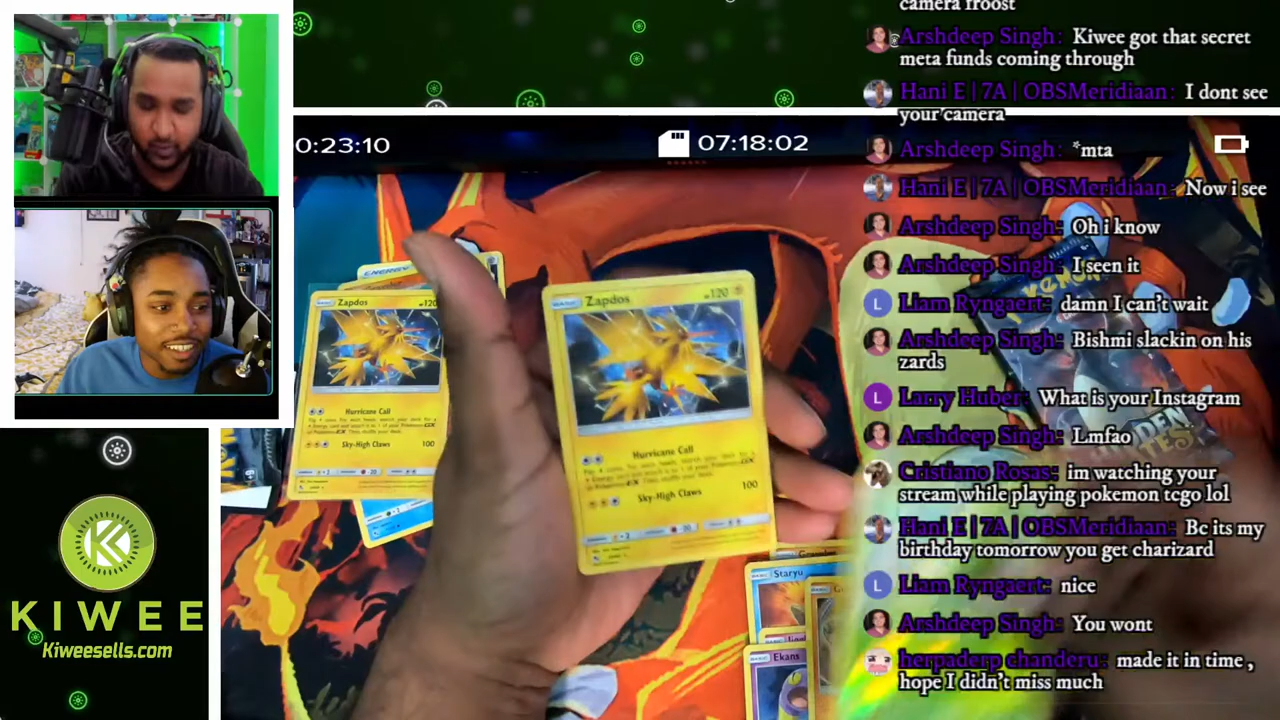 camera froost
Arshdeep Singh: Kiwee got that secret
meta funds coming through
Hani E | 7A | OBSMeridiaan: I dont see
your camera
Arshdeep Singh: *mta
Hani E | 7A | OBSMeridiaan: Now i see
Arshdeep Singh: Oh i know
Arshdeep Singh: I seen it
L Liam Ryngaert: damn I can't wait
Arshdeep Singh: Bishmi slackin on his
zards
L Larry Huber: What is your Instagram
Arshdeep Singh: Lmfao
Cristiano Rosas: im watching your
stream while playing pokemon tcgo lol
Hani E | 7A | OBSMeridiaan: Bc its my
birthday tomorrow you get charizard
L Liam Ryngaert: nice
Arshdeep Singh: You wont
herpaderp chanderu: made it in time ,
hope I didn't miss much
0:23:10
07:18:02
ENERGY
BASIC Zapdos 120
Hurricane Call
Sky-High Claws 100
BASIC Zapdos HP 120
Hurricane Call
Sky-High Claws 100
Staryu
Ekans
K
KIWEE
Kiweesells.com